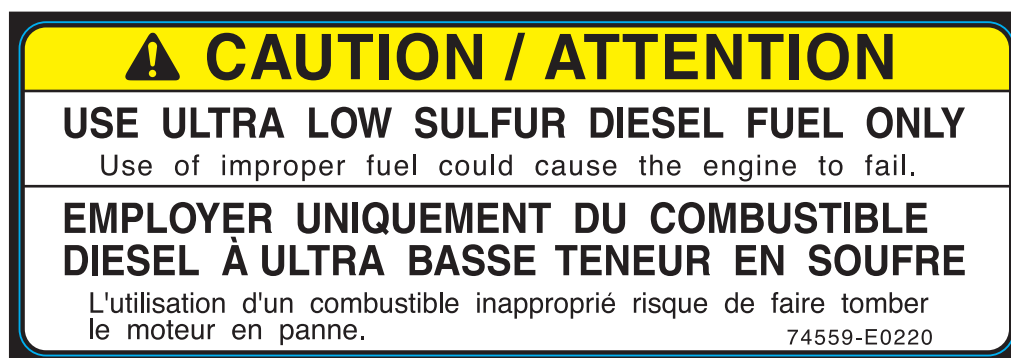 CAUTION / ATTENTION
USE ULTRA LOW SULFUR DIESEL FUEL ONLY
Use of improper fuel could cause the engine to fail.
EMPLOYER UNIQUEMENT DU COMBUSTIBLE
DIESEL À ULTRA BASSE TENEUR EN SOUFRE
L'utilisation d'un combustible inapproprié risque de faire tomber
le moteur en panne.
74559-E0220